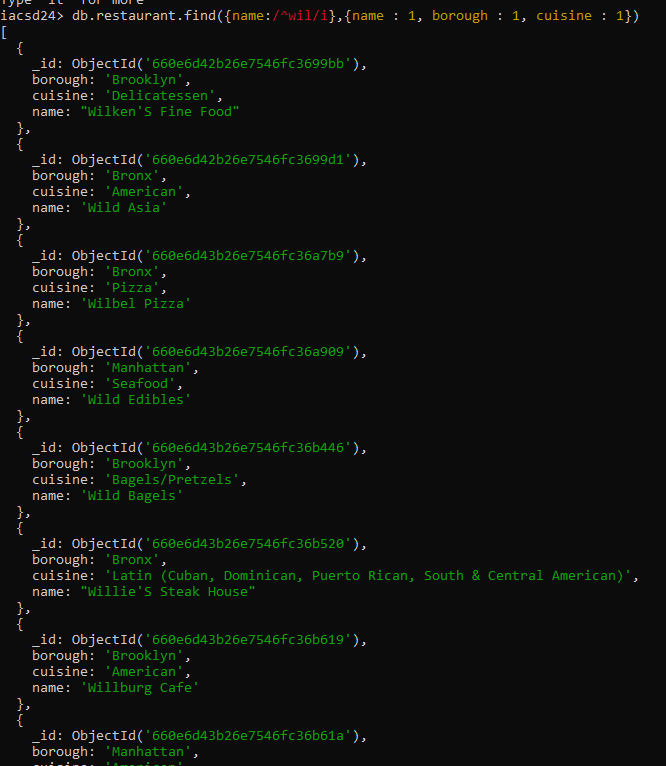 Type "it" for more
iacsd24> db.restaurant.find({name:/^wil/i},{name : 1, borough : 1, cuisine : 1})
[
  {
    _id: ObjectId('660e6d42b26e7546fc3699bb'),
    borough: 'Brooklyn',
    cuisine: 'Delicatessen',
    name: "Wilken'S Fine Food"
  },
  {
    _id: ObjectId('660e6d42b26e7546fc3699d1'),
    borough: 'Bronx',
    cuisine: 'American',
    name: 'Wild Asia'
  },
  {
    _id: ObjectId('660e6d43b26e7546fc36a7b9'),
    borough: 'Bronx',
    cuisine: 'Pizza',
    name: 'Wilbel Pizza'
  },
  {
    _id: ObjectId('660e6d43b26e7546fc36a909'),
    borough: 'Manhattan',
    cuisine: 'Seafood',
    name: 'Wild Edibles'
  },
  {
    _id: ObjectId('660e6d43b26e7546fc36b446'),
    borough: 'Brooklyn',
    cuisine: 'Bagels/Pretzels',
    name: 'Wild Bagels'
  },
  {
    _id: ObjectId('660e6d43b26e7546fc36b520'),
    borough: 'Bronx',
    cuisine: 'Latin (Cuban, Dominican, Puerto Rican, South & Central American)',
    name: "Willie'S Steak House"
  },
  {
    _id: ObjectId('660e6d43b26e7546fc36b619'),
    borough: 'Brooklyn',
    cuisine: 'American',
    name: 'Willburg Cafe'
  },
  {
    _id: ObjectId('660e6d43b26e7546fc36b61a'),
    borough: 'Manhattan',
    cuisine: 'American',